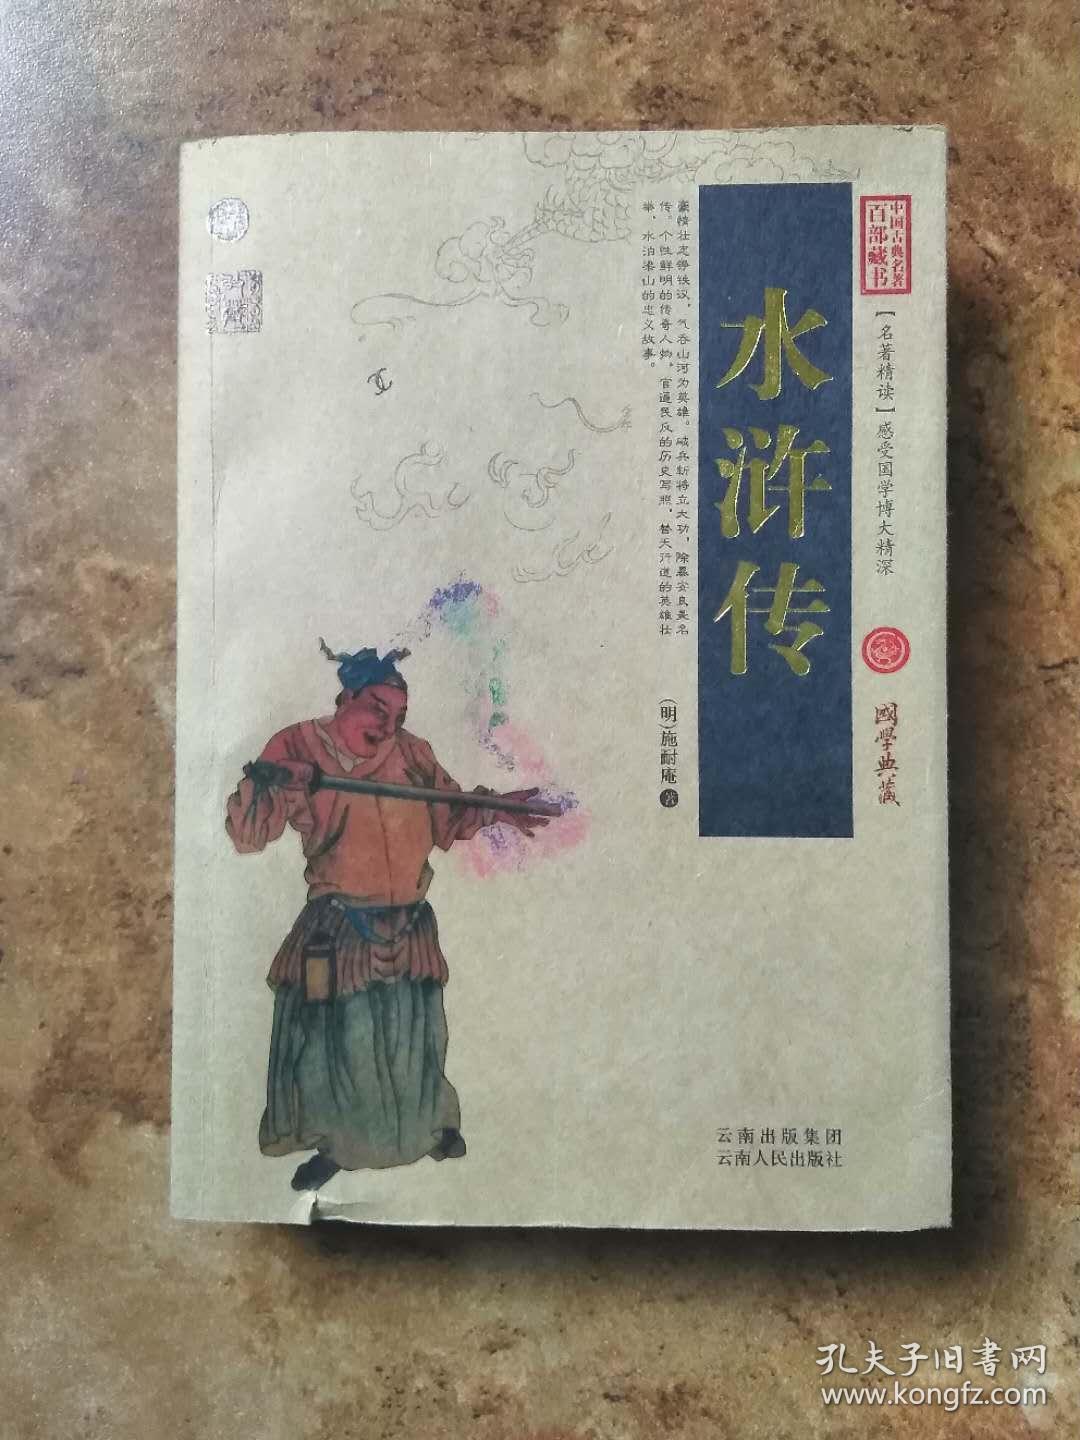 中国古典名著
百部藏书
【名著精读】感受国学博大精深
國學典藏
水浒传
豪情壮志等铁汉，气吞山河为英雄。破兵斩将立大功，除暴安良美名
传。个性鲜明的传奇人物，官逼民反的历史写照，替天行道的英雄壮
举，水泊梁山的忠义故事。
（明）施耐庵 著
云南出版集团
云南人民出版社
孔夫子旧書网
www.kongfz.com